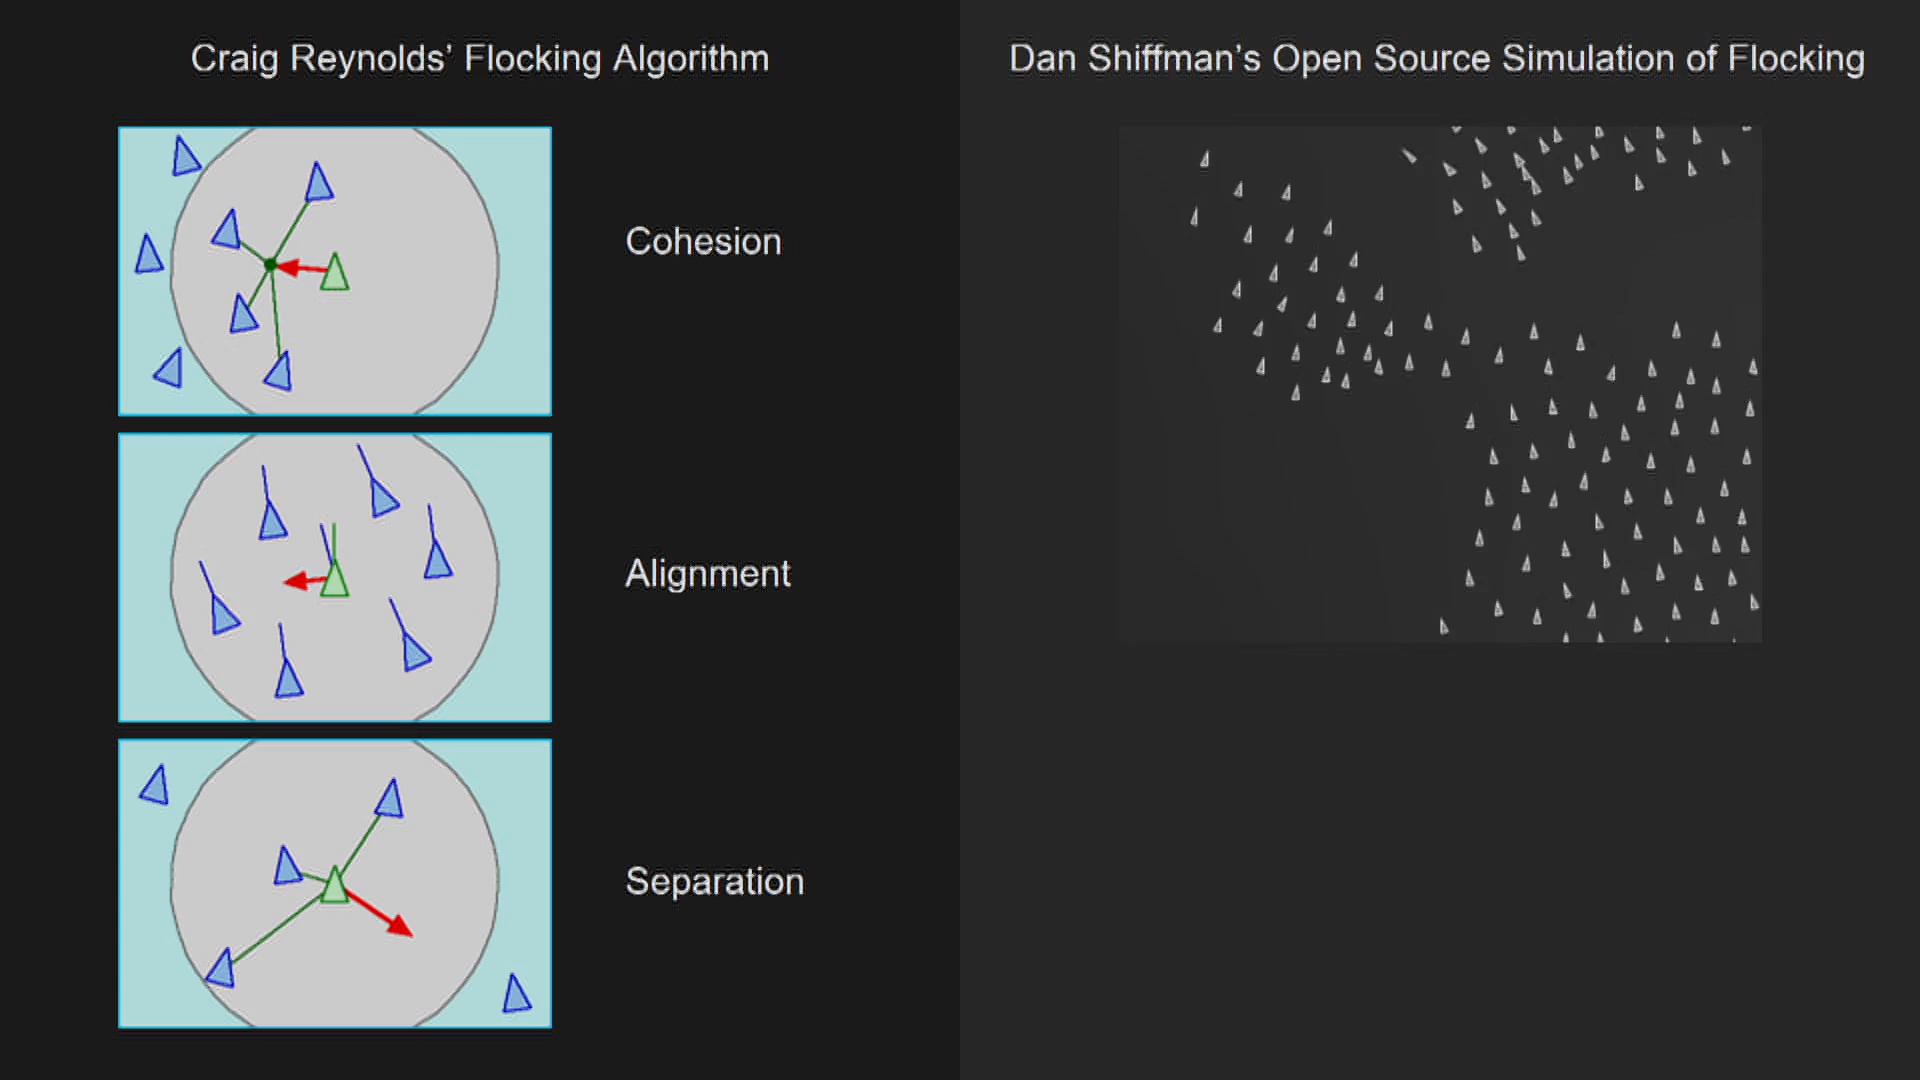 Craig Reynolds’ Flocking Algorithm
Cohesion
Alignment
Separation
Dan Shiffman’s Open Source Simulation of Flocking